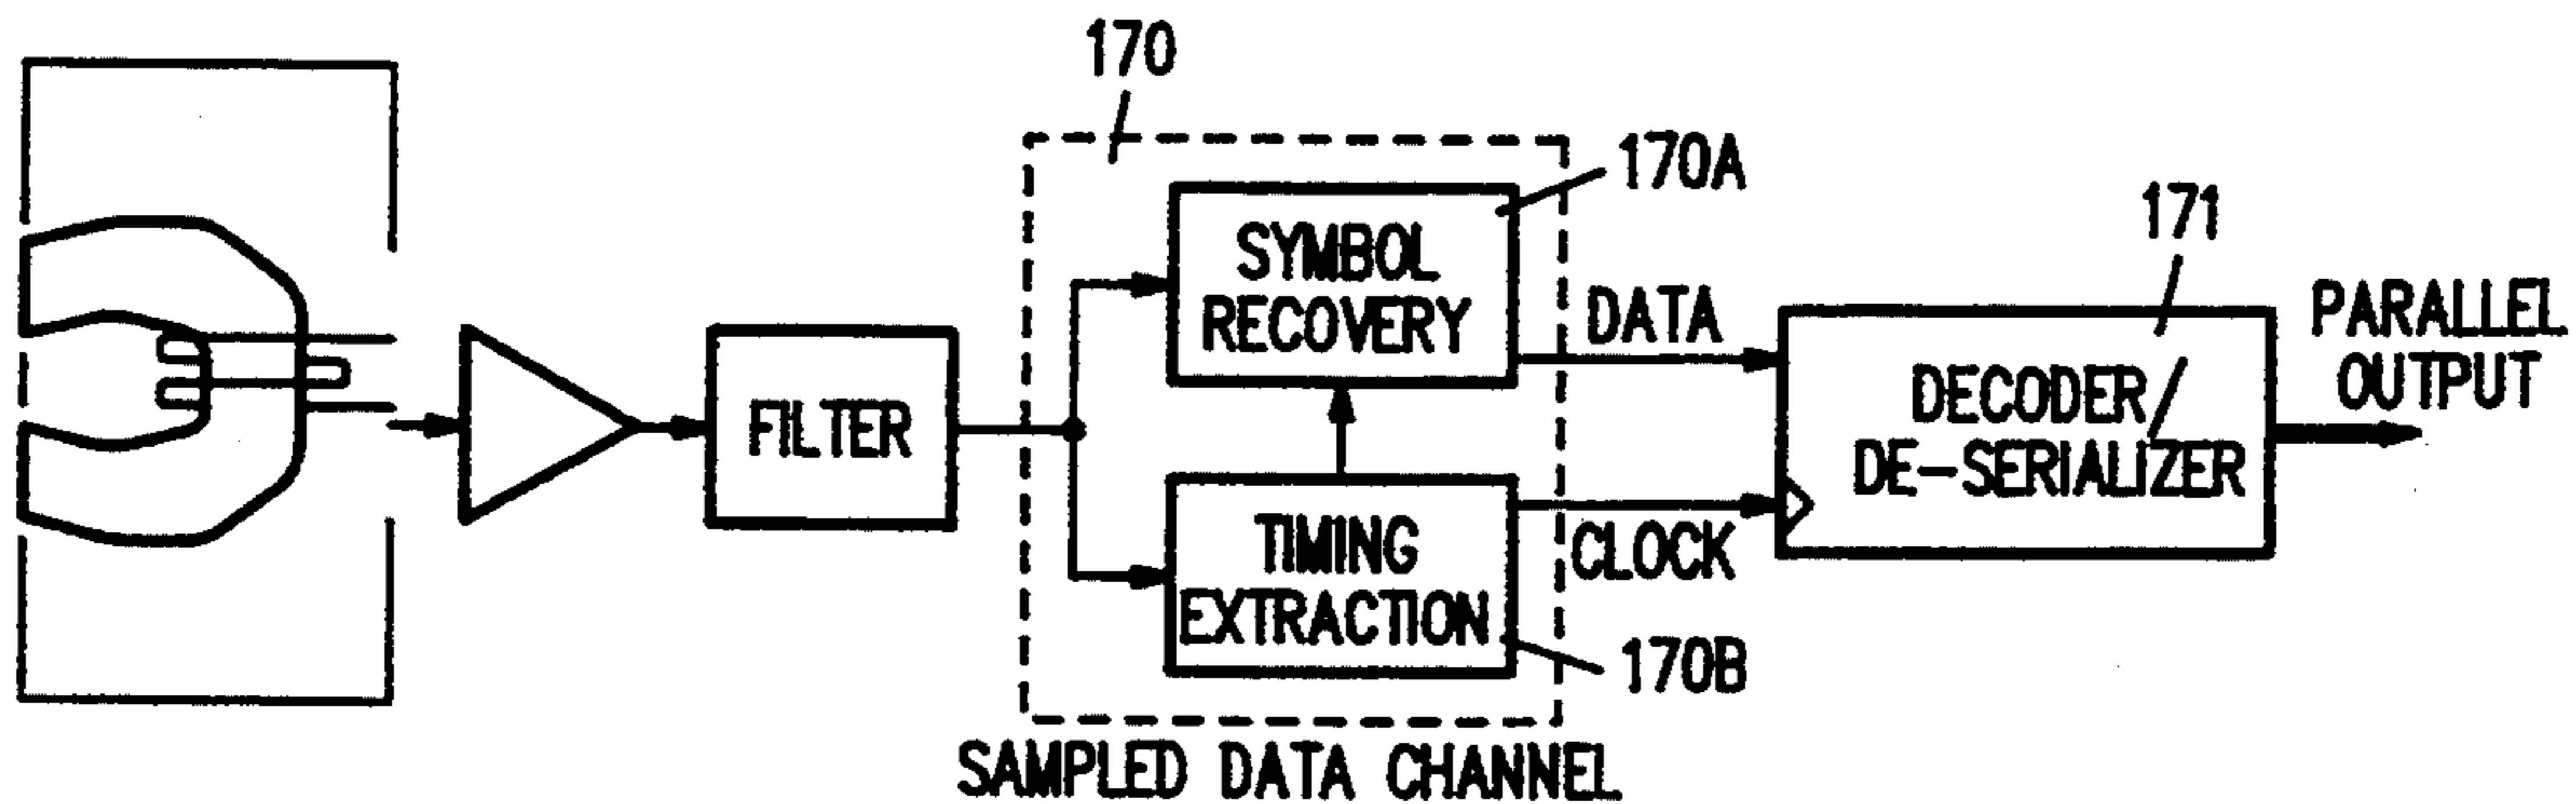 170
170A
SYMBOL
RECOVERY
171
DATA
PARALLEL
OUTPUT
FILTER
DECODER/
DE-SERIALIZER
TIMING
EXTRACTION
CLOCK
170B
SAMPLED DATA CHANNEL